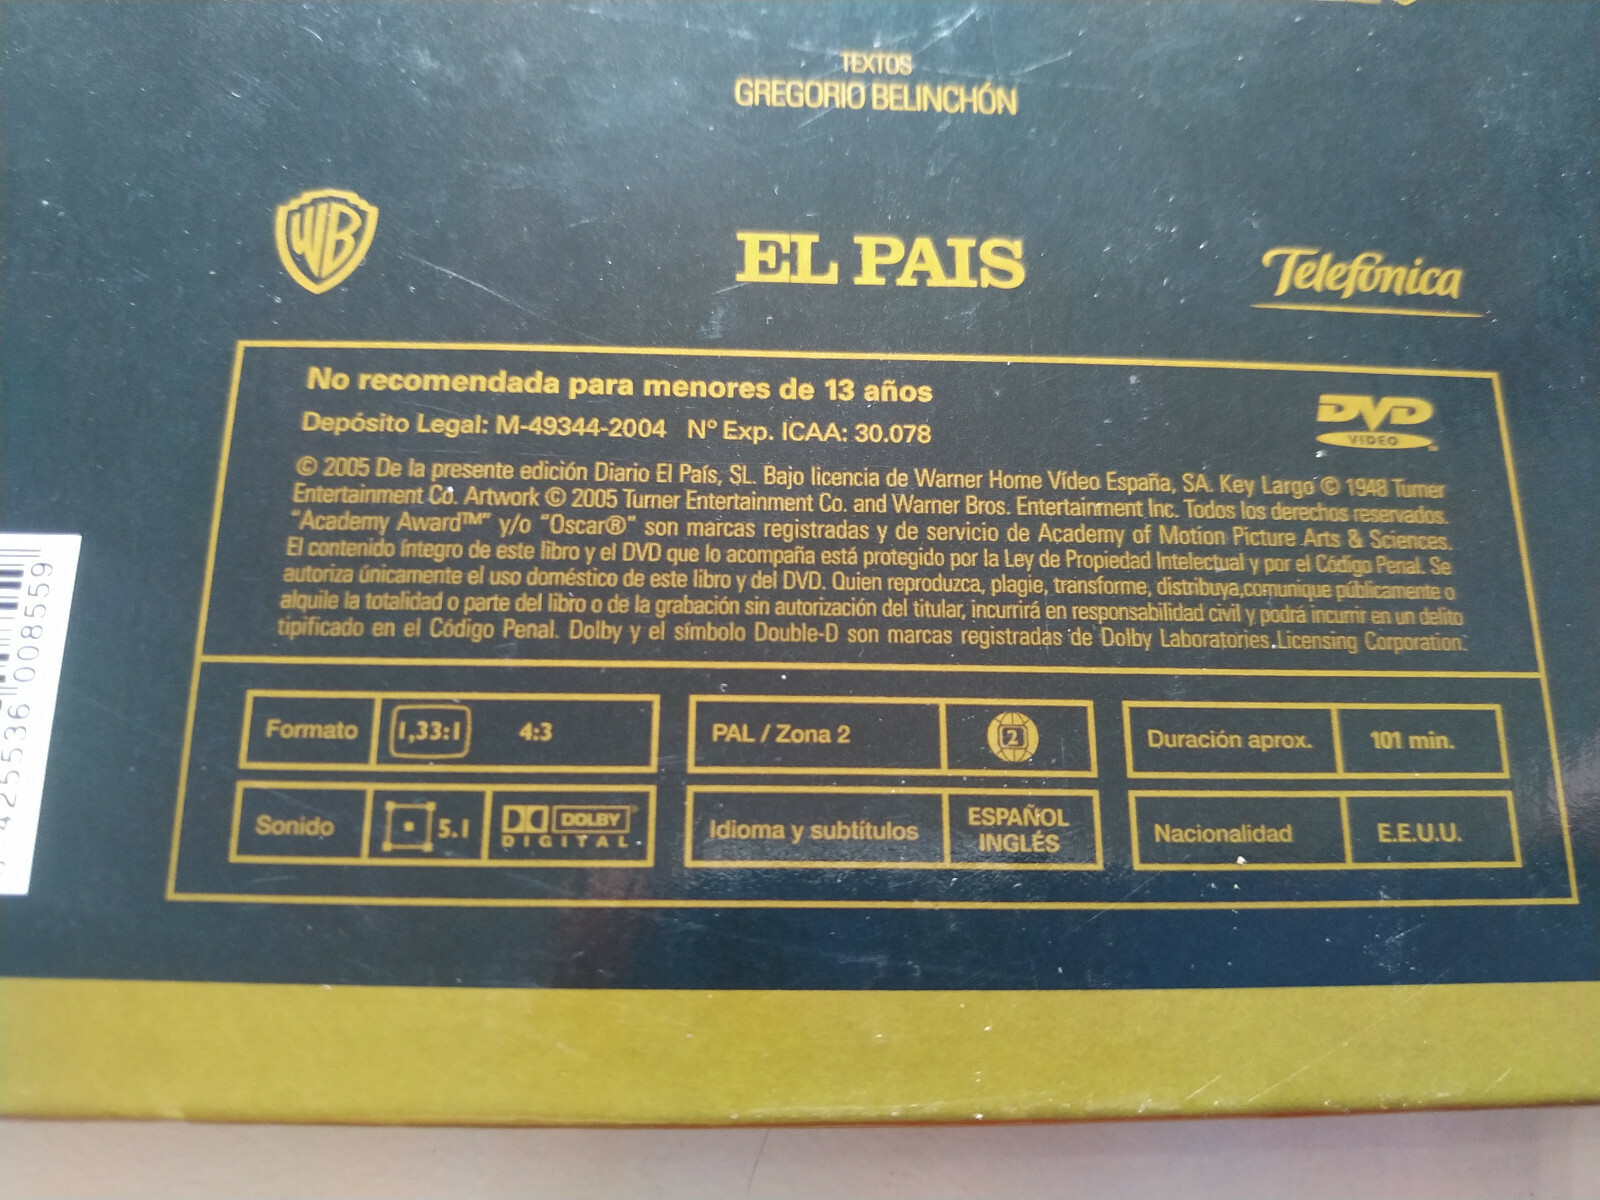 TEXTOS
GREGORIO BELINCHÓN
WB
EL PAIS
Telefónica
No recomendada para menores de 13 años
Depósito Legal: M-49344-2004 Nº Exp. ICAA: 30.078
DVD
VIDEO
© 2005 De la presente edición Diario El País, SL. Bajo licencia de Warner Home Vídeo España, SA. Key Largo © 1948 Turner
Entertainment Co. Artwork © 2005 Turner Entertainment Co. and Warner Bros. Entertainment Inc. Todos los derechos reservados.
“Academy Award™” y/o “Oscar®” son marcas registradas y de servicio de Academy of Motion Picture Arts & Sciences.
El contenido íntegro de este libro y el DVD que lo acompaña está protegido por la Ley de Propiedad Intelectual y por el Código Penal. Se
autoriza únicamente el uso doméstico de este libro y del DVD. Quien reproduzca, plagie, transforme, distribuya,comunique públicamente o
alquile la totalidad o parte del libro o de la grabación sin autorización del titular, incurrirá en responsabilidad civil y podrá incurrir en un delito
tipificado en el Código Penal. Dolby y el símbolo Double-D son marcas registradas de Dolby Laboratories Licensing Corporation.
Formato 1,33:1 4:3
PAL / Zona 2 2
Duración aprox. 101 min.
Sonido 5.1 DOLBY
DIGITAL
Idioma y subtítulos ESPAÑOL
INGLÉS
Nacionalidad E.E.U.U.
425536 008559